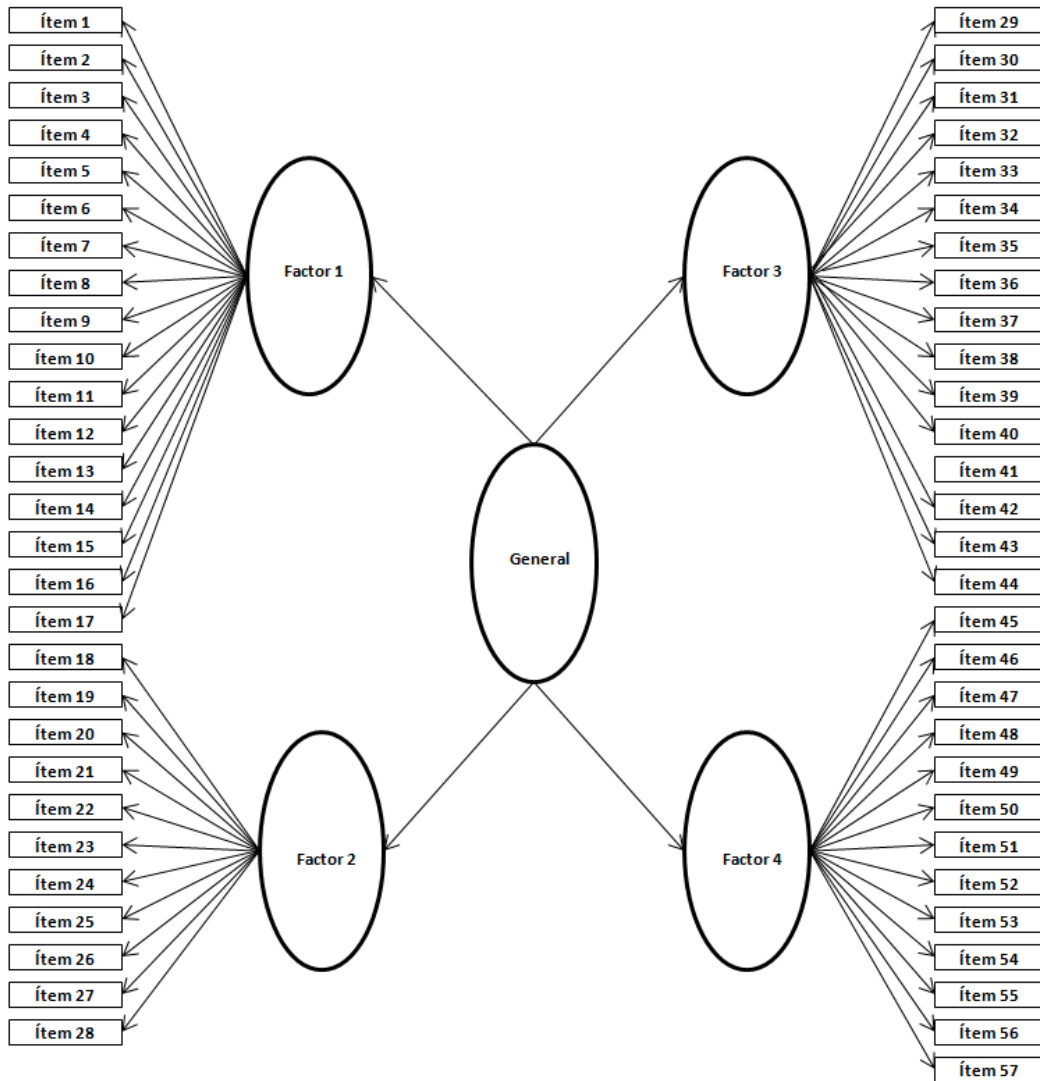 Ítem 1
Ítem 2
Ítem 3
Ítem 4
Ítem 5
Ítem 6
Ítem 7
Ítem 8
Ítem 9
Ítem 10
Ítem 11
Ítem 12
Ítem 13
Ítem 14
Ítem 15
Ítem 16
Ítem 17
Ítem 18
Ítem 19
Ítem 20
Ítem 21
Ítem 22
Ítem 23
Ítem 24
Ítem 25
Ítem 26
Ítem 27
Ítem 28
Factor 1
Factor 2
General
Factor 3
Factor 4
Ítem 29
Ítem 30
Ítem 31
Ítem 32
Ítem 33
Ítem 34
Ítem 35
Ítem 36
Ítem 37
Ítem 38
Ítem 39
Ítem 40
Ítem 41
Ítem 42
Ítem 43
Ítem 44
Ítem 45
Ítem 46
Ítem 47
Ítem 48
Ítem 49
Ítem 50
Ítem 51
Ítem 52
Ítem 53
Ítem 54
Ítem 55
Ítem 56
Ítem 57